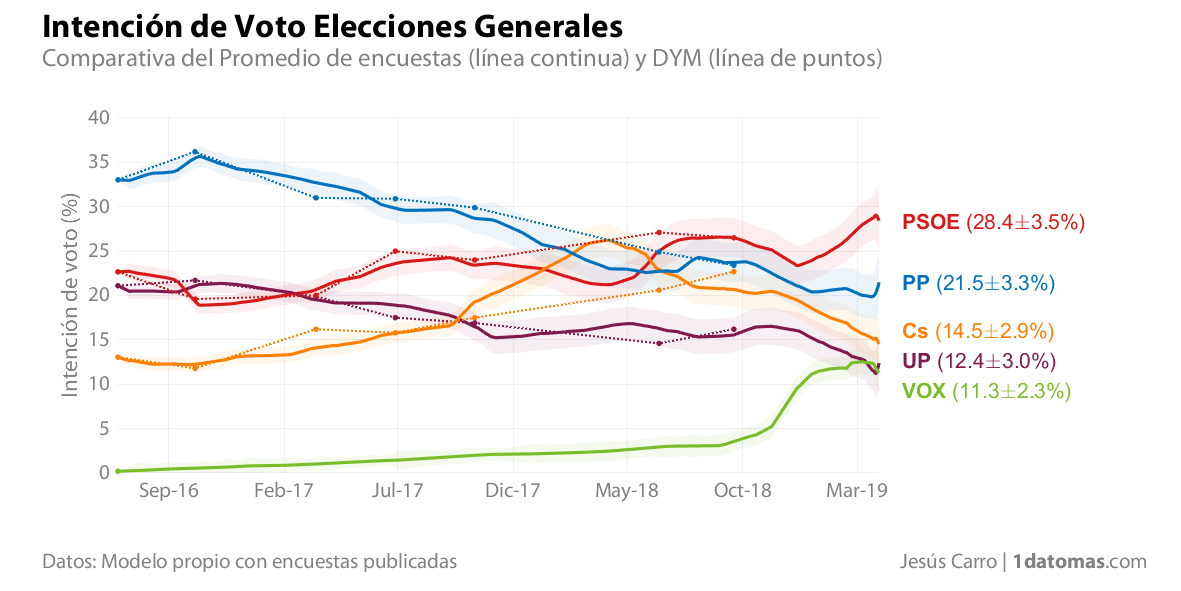 Intención de Voto Elecciones Generales
Comparativa del Promedio de encuestas (línea continua) y DYM (línea de puntos)
Intención de voto (%)
40
35
30
25
20
15
10
5
0
Sep-16 Feb-17 Jul-17 Dic-17 May-18 Oct-18 Mar-19
PSOE (28.4±3.5%)
PP (21.5±3.3%)
Cs (14.5±2.9%)
UP (12.4±3.0%)
VOX (11.3±2.3%)
Datos: Modelo propio con encuestas publicadas
Jesús Carro | 1datomas.com